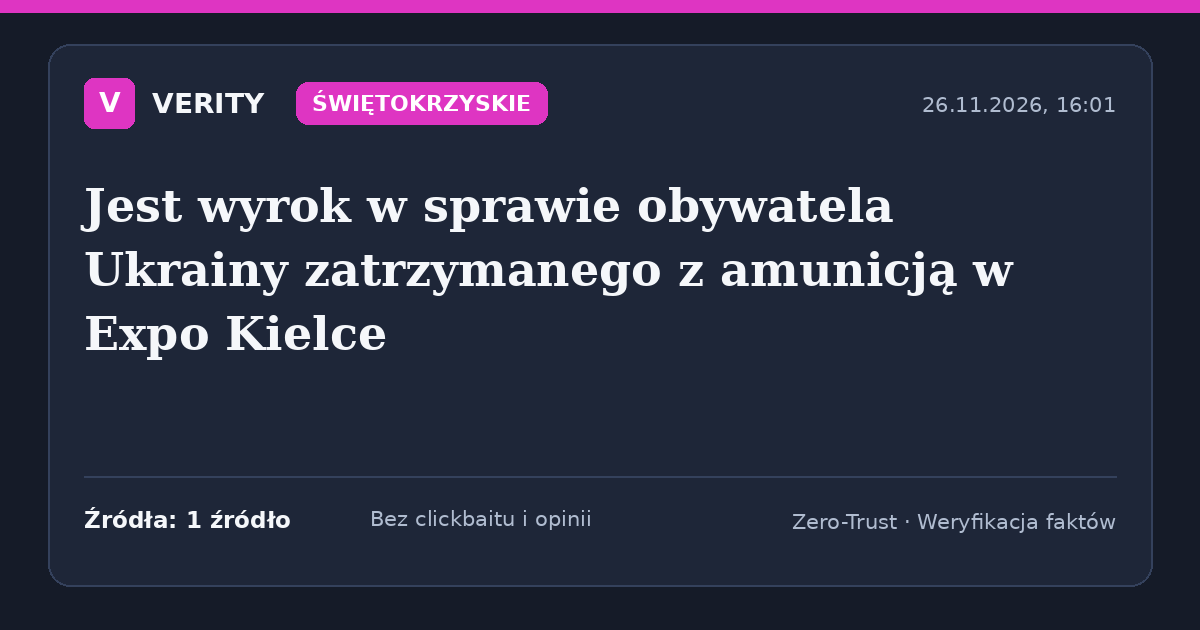 V VERITY ŚWIĘTOKRZYSKIE 26.11.2026, 16:01
Jest wyrok w sprawie obywatela
Ukrainy zatrzymanego z amunicją w
Expo Kielce
Źródła: 1 źródło Bez clickbaitu i opinii Zero-Trust · Weryfikacja faktów